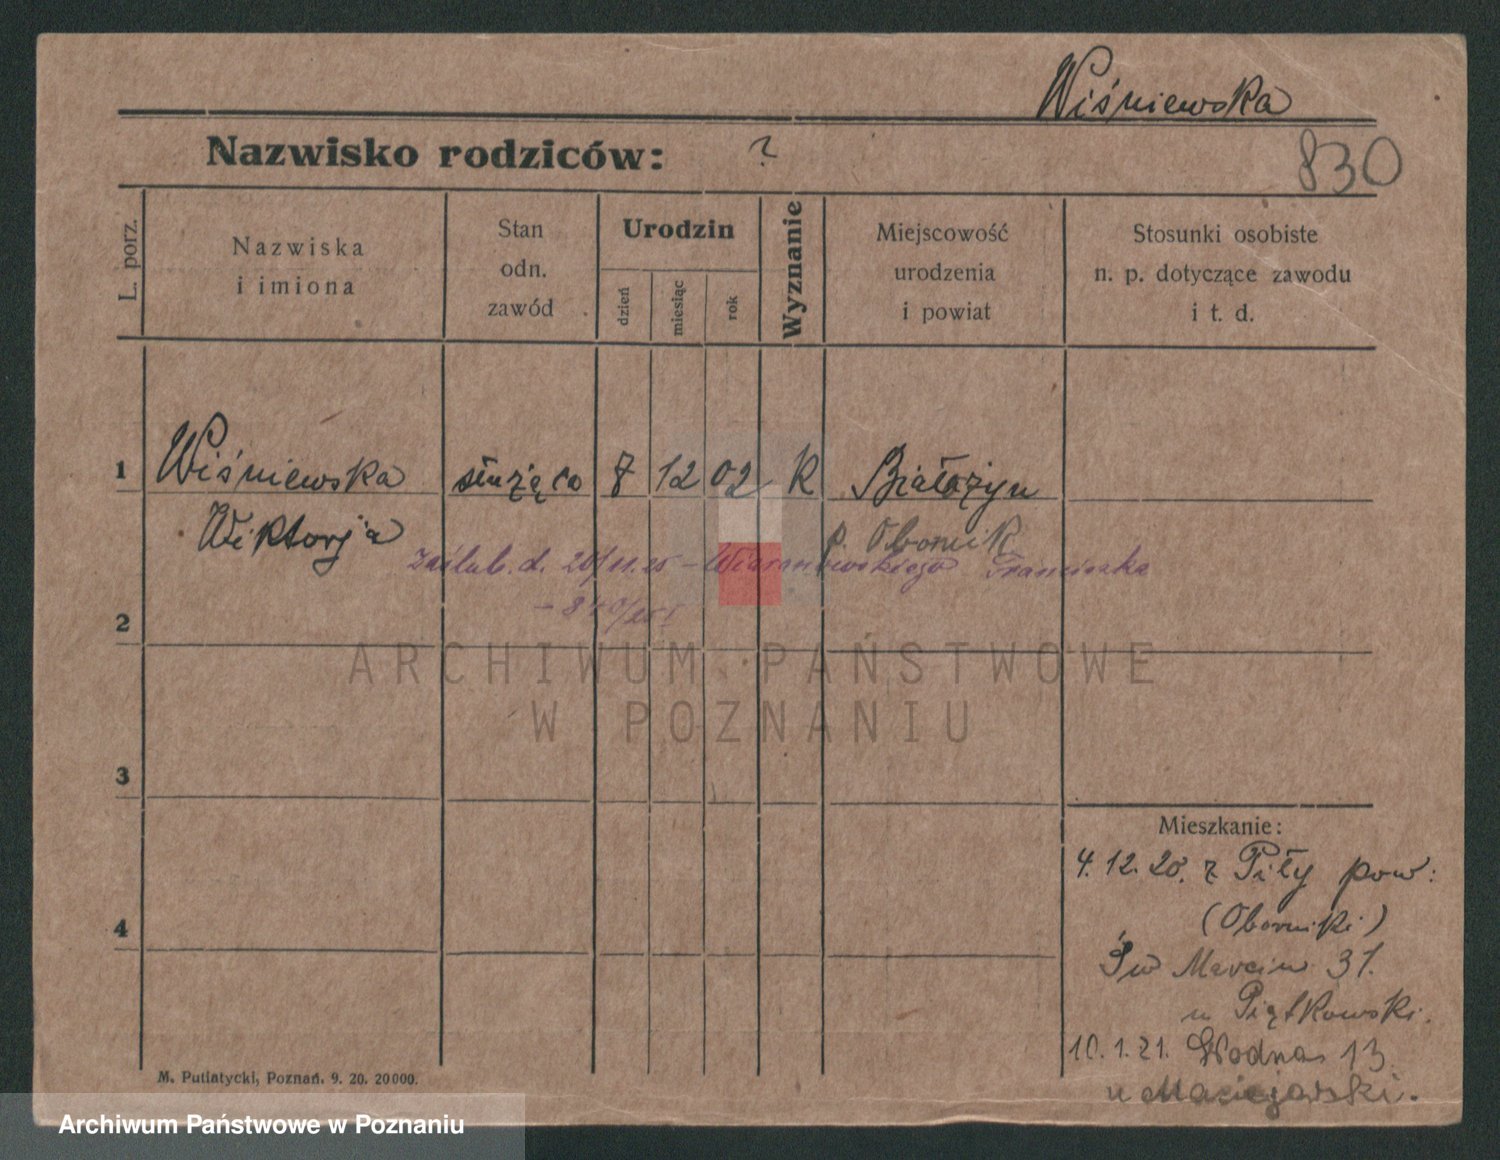 Wiśniewska
Nazwisko rodziców: ?
830
L. porz.
Nazwiska
i imiona
Stan
odn.
zawód
Urodzin
dzień
miesiąc
rok
Wyznanie
Miejscowość
urodzenia
i powiat
Stosunki osobiste
n. p. dotyczące zawodu
i t. d.
1 Wiśniewska służąca 8 12 02 K Białężyn
Wiktorja p. Obornik
Zaślub. d. Franciszka
2
ARCHIWUM PAŃSTWOWE
W POZNANIU
3
4
Mieszkanie:
4.12.20. z Piły pow:
(Oborniki)
Św Marcin 31.
u Piątkowski.
10.1.21. Wodna 13
u Maciejewski.
M. Putiatycki, Poznań. 9. 20. 20000.
Archiwum Państwowe w Poznaniu